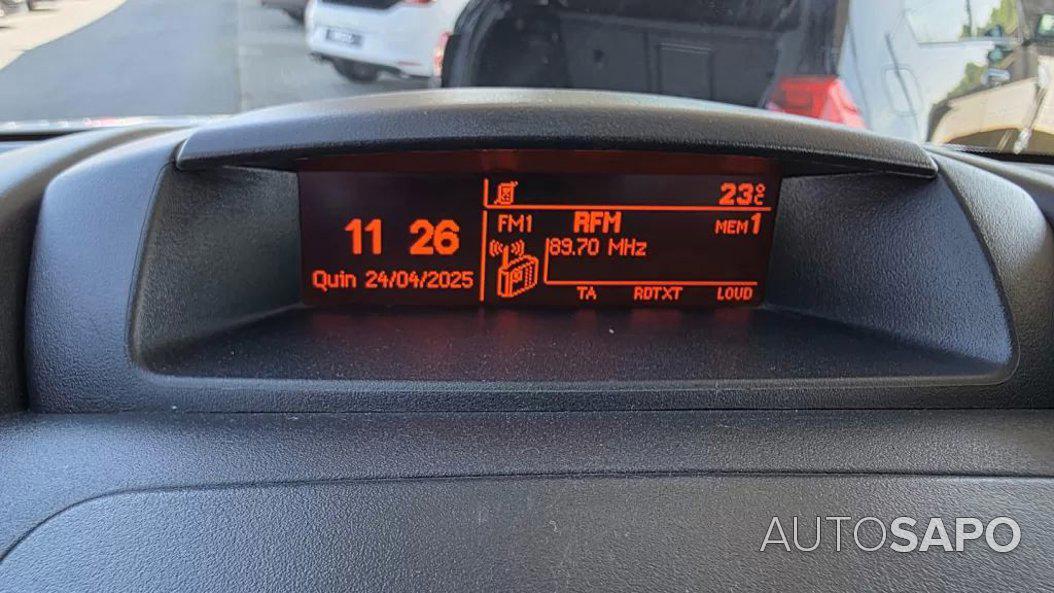 11 26
Quin 24/04/2025
23°C
FM1 RFM MEM 1
89.70 MHz
TA RDTXT LOUD
AUTOSAPO